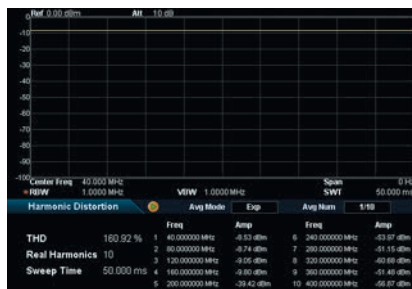 Ref 0.00 dBm Att 10 dB
0
-10
-20
-30
-40
-50
-60
-70
-80
-90
-100
Center Freq 40.000 MHz Span 0 Hz
RBW 1.0000 MHz VBW 1.0000 MHz SWT 50.000 ms
Harmonic Distortion Avg Mode Exp Avg Num 1/10
Freq Amp Freq Amp
THD 160.92 % 1 40.000000 MHz -8.53 dBm 6 240.000000 MHz -53.97 dBm
2 80.000000 MHz -8.74 dBm 7 280.000000 MHz -51.15 dBm
Real Harmonics 10 3 120.000000 MHz -9.05 dBm 8 320.000000 MHz -60.68 dBm
Sweep Time 50.000 ms 4 160.000000 MHz -9.80 dBm 9 360.000000 MHz -51.48 dBm
5 200.000000 MHz -39.42 dBm 10 400.000000 MHz -56.87 dBm